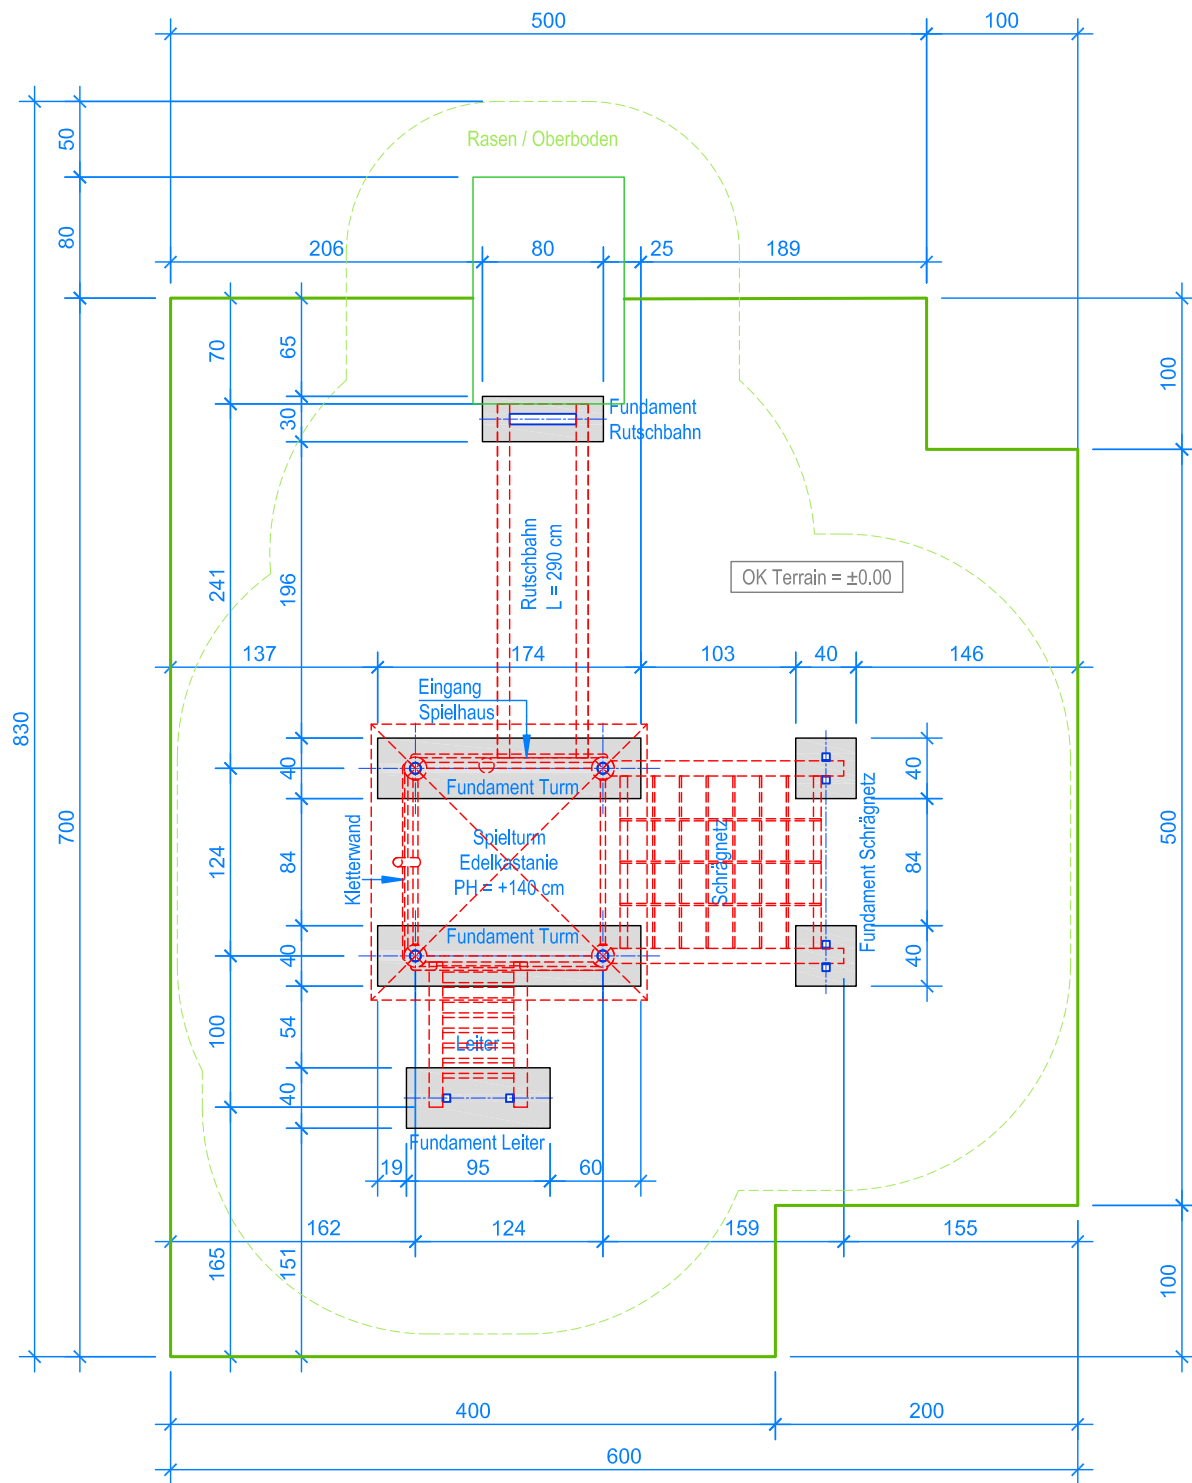 500
100
50
Rasen / Oberboden
80
206
80
25
189
70
65
100
30
Fundament
Rutschbahn
241
196
Rutschbahn
L = 290 cm
OK Terrain = ±0.00
137
174
103
40
146
Eingang
Spielhaus
830
700
40
Fundament Turm
40
500
124
84
Kletterwand
Spielturm
Edelkastanie
PH = +140 cm
Schrägnetz
Fundament Schrägnetz
84
40
Fundament Turm
40
100
54
Leiter
40
Fundament Leiter
19
95
60
162
124
159
155
165
151
100
400
200
600